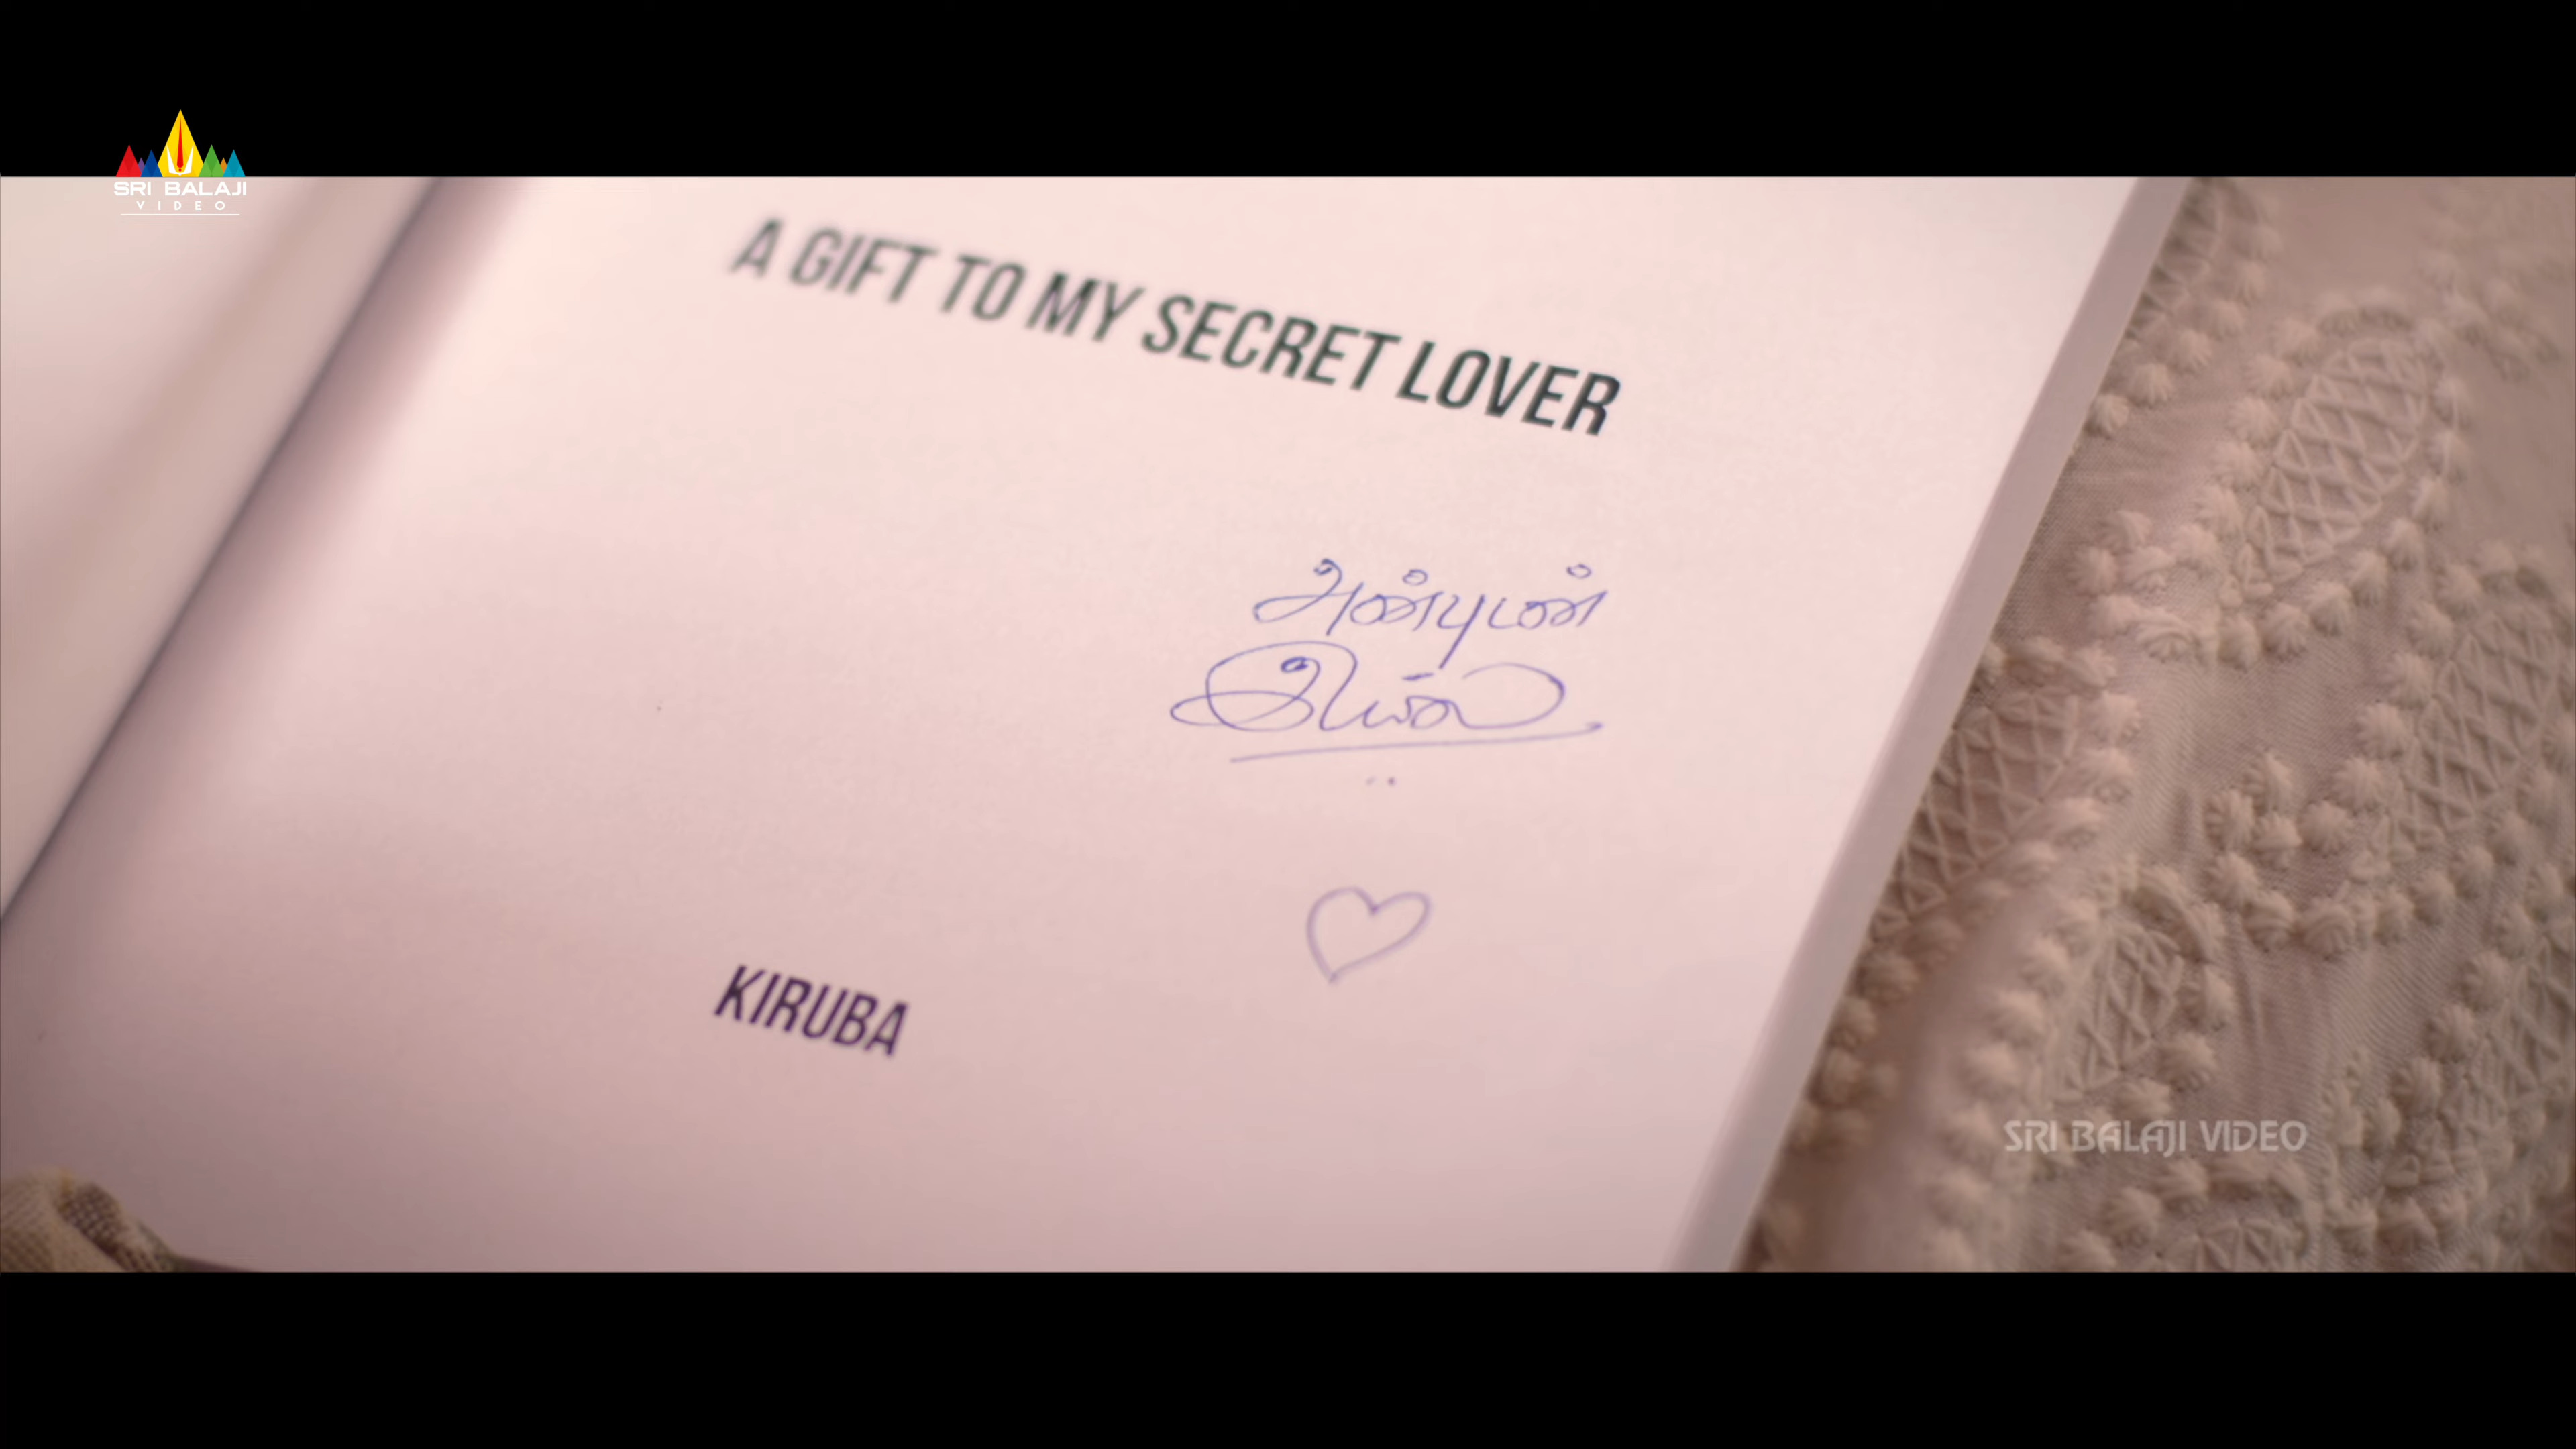 SRI BALAJI
VIDEO
A GIFT TO MY SECRET LOVER
அன்புடன்
KIRUBA
SRI BALAJI VIDEO